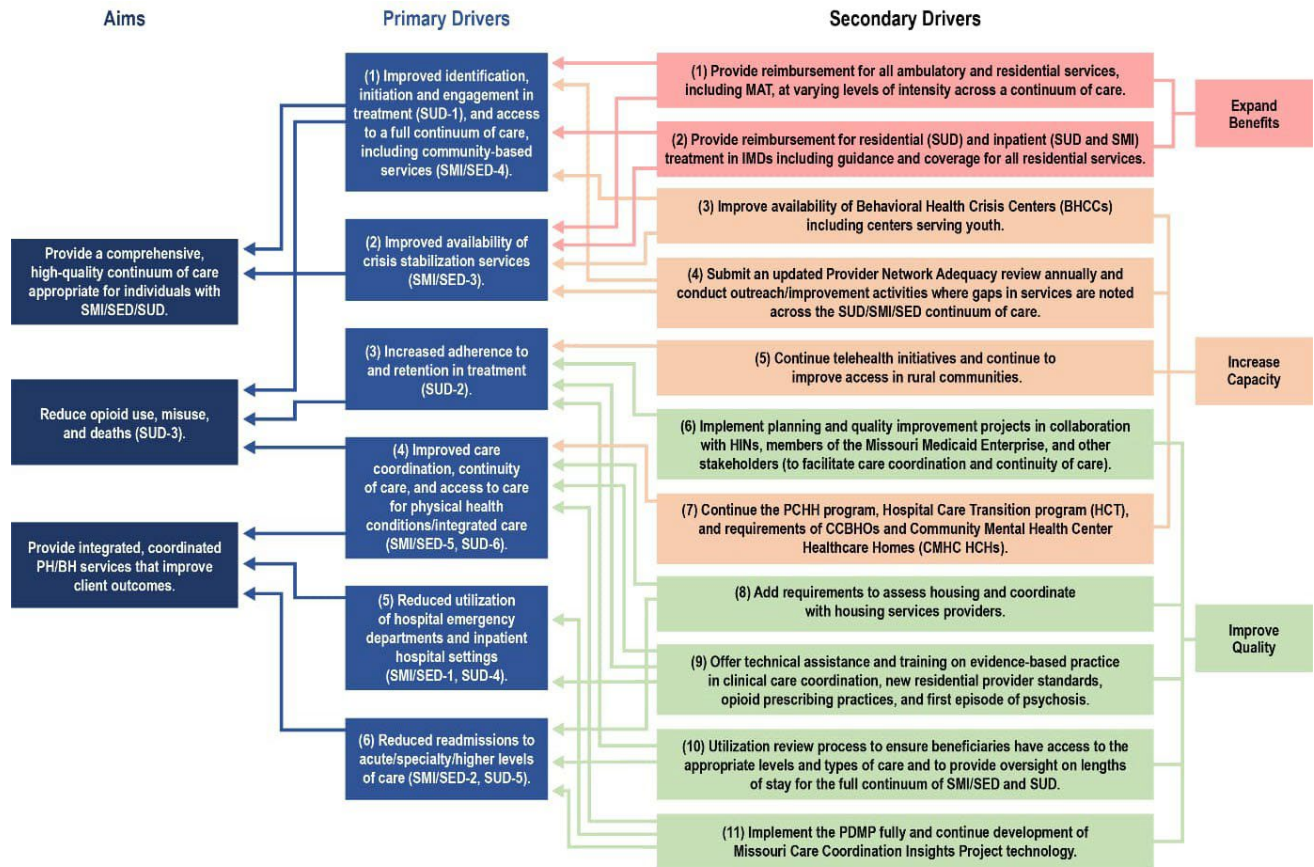 Aims
Primary Drivers
Secondary Drivers
Provide a comprehensive,
high-quality continuum of care
appropriate for individuals with
SMI/SED/SUD.
Reduce opioid use, misuse,
and deaths (SUD-3).
Provide integrated, coordinated
PH/BH services that improve
client outcomes.
(1) Improved identification,
initiation and engagement in
treatment (SUD-1), and access
to a full continuum of care,
including community-based
services (SMI/SED-4).
(2) Improved availability of
crisis stabilization services
(SMI/SED-3).
(3) Increased adherence to
and retention in treatment
(SUD-2).
(4) Improved care
coordination, continuity
of care, and access to care
for physical health
conditions/integrated care
(SMI/SED-5, SUD-6).
(5) Reduced utilization
of hospital emergency
departments and inpatient
hospital settings
(SMI/SED-1, SUD-4).
(6) Reduced readmissions to
acute/specialty/higher levels
of care (SMI/SED-2, SUD-5).
(1) Provide reimbursement for all ambulatory and residential services,
including MAT, at varying levels of intensity across a continuum of care.
(2) Provide reimbursement for residential (SUD) and inpatient (SUD and SMI)
treatment in IMDs including guidance and coverage for all residential services.
(3) Improve availability of Behavioral Health Crisis Centers (BHCCs)
including centers serving youth.
(4) Submit an updated Provider Network Adequacy review annually and
conduct outreach/improvement activities where gaps in services are noted
across the SUD/SMI/SED continuum of care.
(5) Continue telehealth initiatives and continue to
improve access in rural communities.
(6) Implement planning and quality improvement projects in collaboration
with HINs, members of the Missouri Medicaid Enterprise, and other
stakeholders (to facilitate care coordination and continuity of care).
(7) Continue the PCHH program, Hospital Care Transition program (HCT),
and requirements of CCBHOs and Community Mental Health Center
Healthcare Homes (CMHC HCHs).
(8) Add requirements to assess housing and coordinate
with housing services providers.
(9) Offer technical assistance and training on evidence-based practice
in clinical care coordination, new residential provider standards,
opioid prescribing practices, and first episode of psychosis.
(10) Utilization review process to ensure beneficiaries have access to the
appropriate levels and types of care and to provide oversight on lengths
of stay for the full continuum of SMI/SED and SUD.
(11) Implement the PDMP fully and continue development of
Missouri Care Coordination Insights Project technology.
Expand
Benefits
Increase
Capacity
Improve
Quality